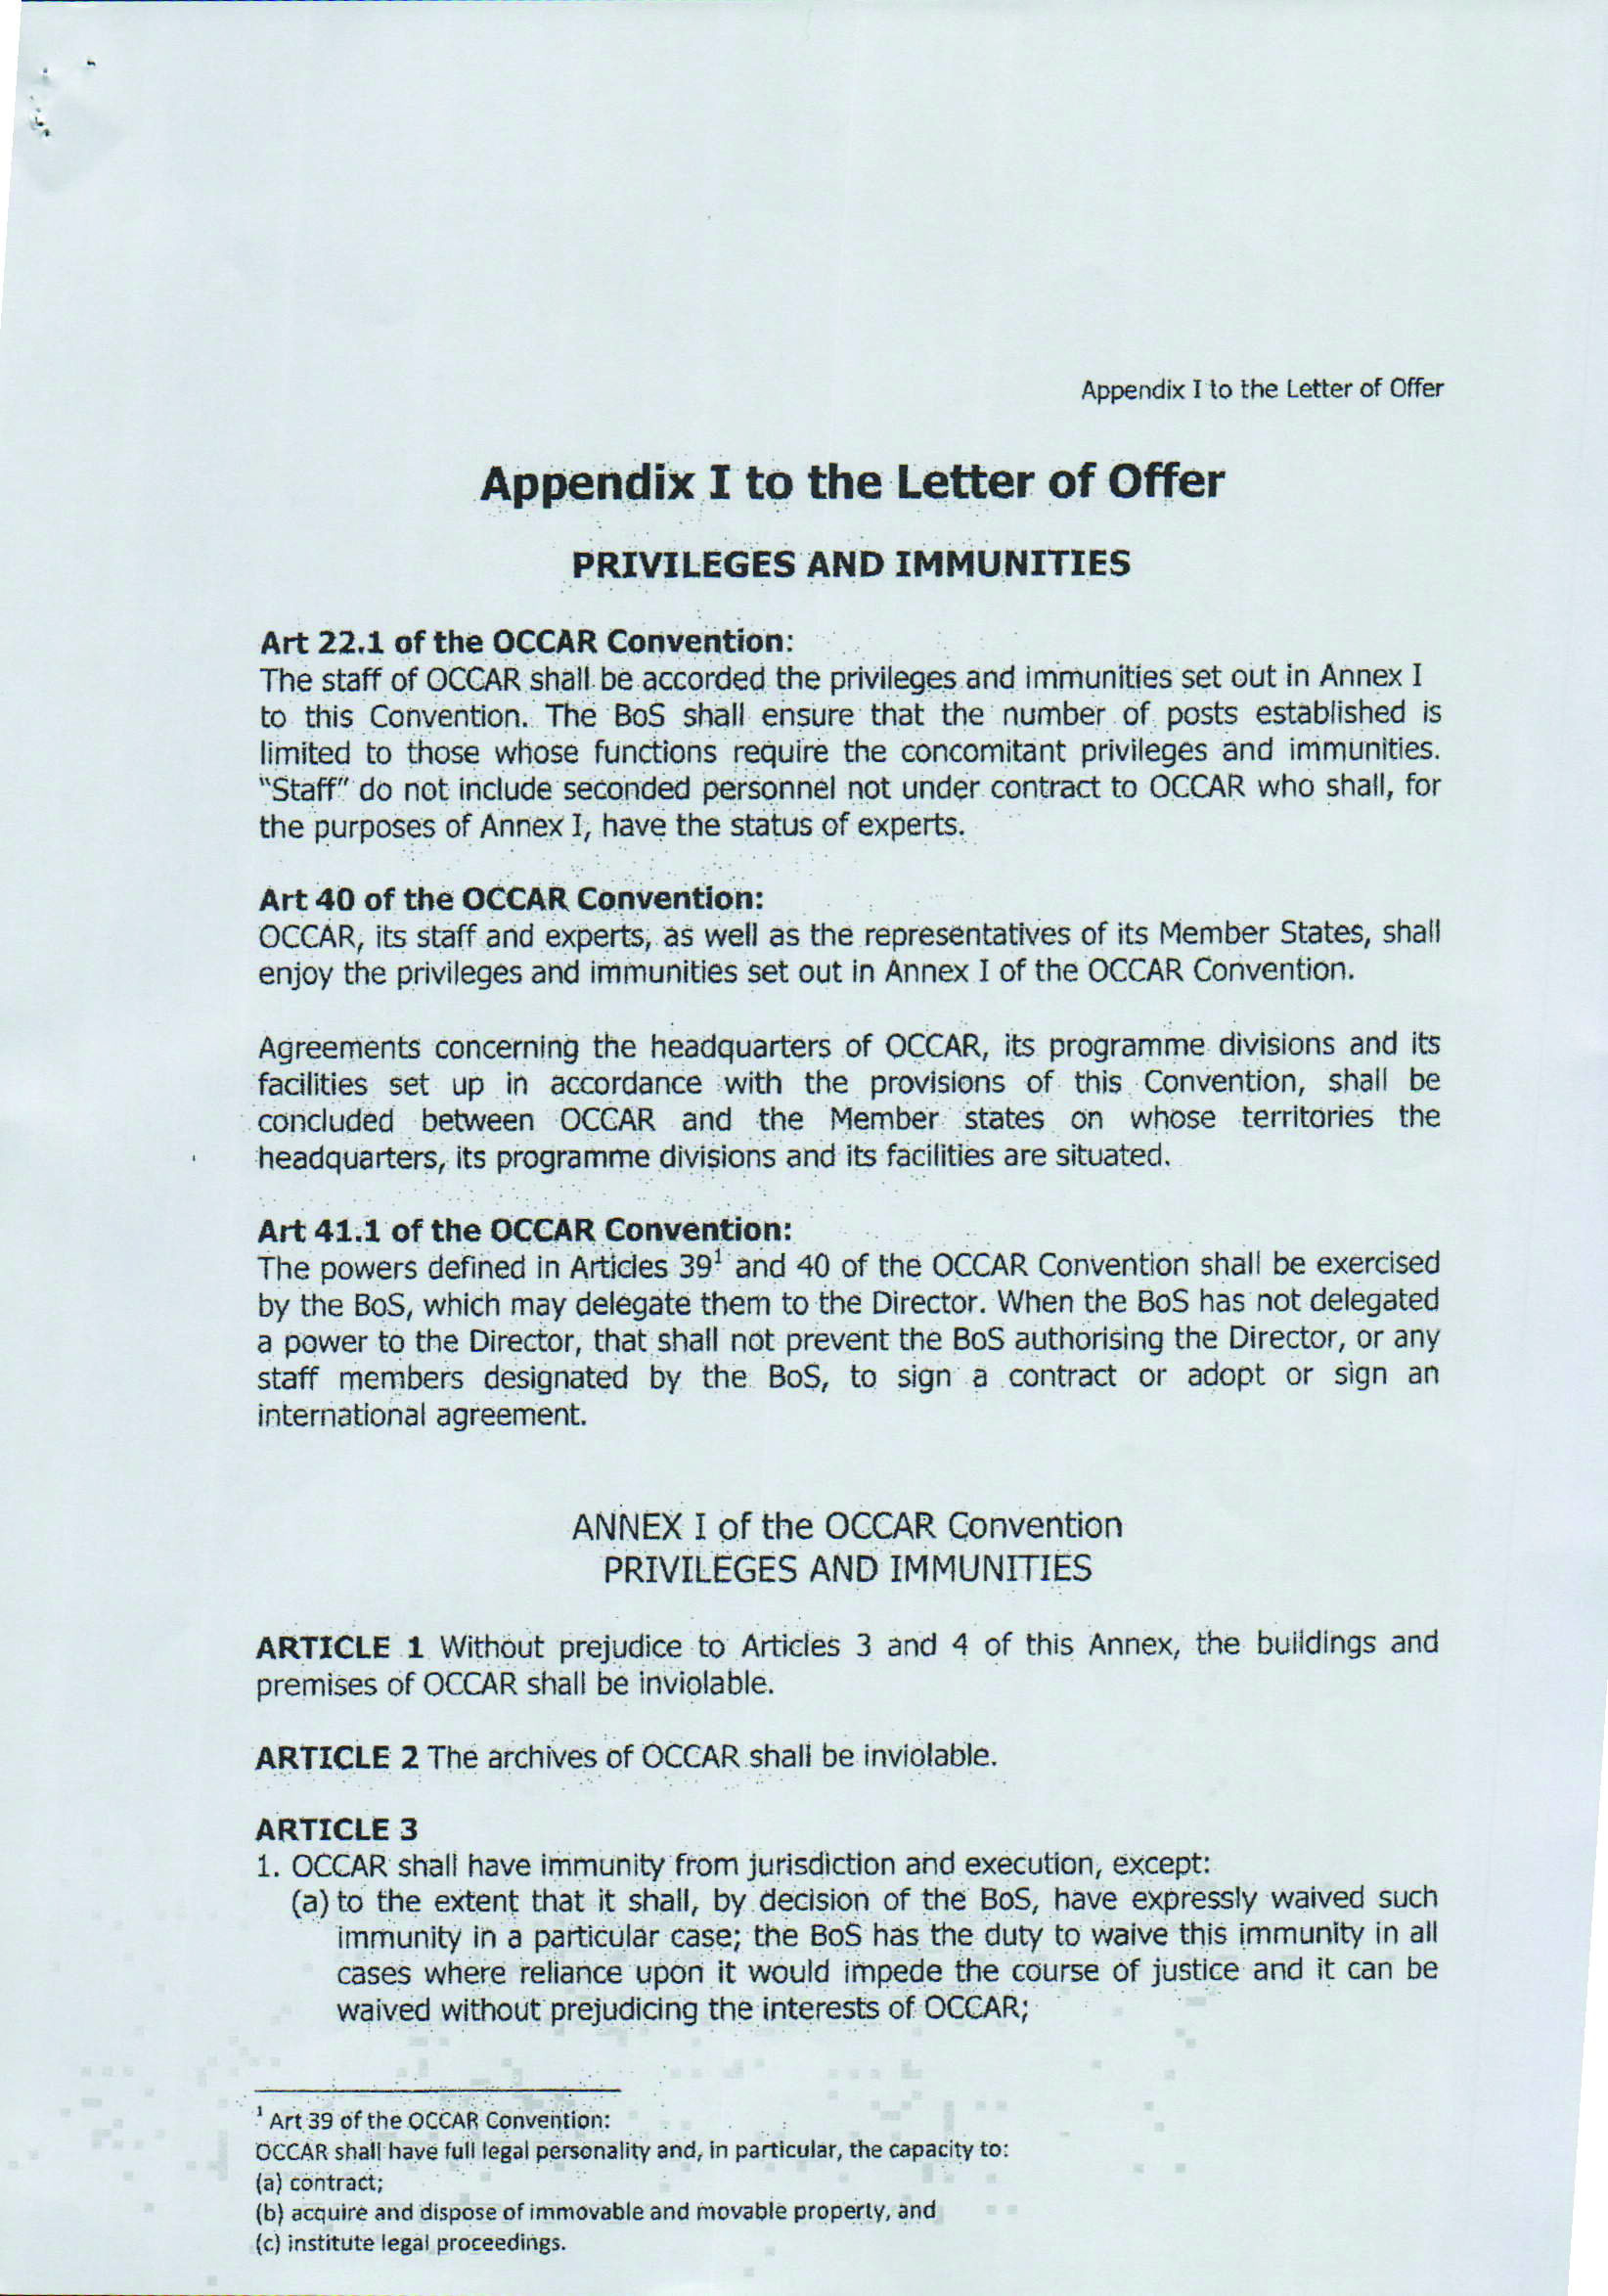 Appendix I to the Letter of Offer
Appendix I to the Letter of Offer
PRIVILEGES AND IMMUNITIES
Art 22.1 of the OCCAR Convention:
The staff of OCCAR shall be accorded the privileges and immunities set out in Annex I
to this Convention. The BoS shall ensure that the number of posts established is
limited to those whose functions require the concomitant privileges and immunities.
"Staff" do not include seconded personnel not under contract to OCCAR who shall, for
the purposes of Annex I, have the status of experts.
Art 40 of the OCCAR Convention:
OCCAR, its staff and experts, as well as the representatives of its Member States, shall
enjoy the privileges and immunities set out in Annex I of the OCCAR Convention.
Agreements concerning the headquarters of OCCAR, its programme divisions and its
facilities set up in accordance with the provisions of this Convention, shall be
concluded between OCCAR and the Member states on whose territories the
headquarters, its programme divisions and its facilities are situated.
Art 41.1 of the OCCAR Convention:
The powers defined in Articles 39¹ and 40 of the OCCAR Convention shall be exercised
by the BoS, which may delegate them to the Director. When the BoS has not delegated
a power to the Director, that shall not prevent the BoS authorising the Director, or any
staff members designated by the BoS, to sign a contract or adopt or sign an
international agreement.
ANNEX I of the OCCAR Convention
PRIVILEGES AND IMMUNITIES
ARTICLE 1 Without prejudice to Articles 3 and 4 of this Annex, the buildings and
premises of OCCAR shall be inviolable.
ARTICLE 2 The archives of OCCAR shall be inviolable.
ARTICLE 3
1. OCCAR shall have immunity from jurisdiction and execution, except:
(a) to the extent that it shall, by decision of the BoS, have expressly waived such
immunity in a particular case; the BoS has the duty to waive this immunity in all
cases where reliance upon it would impede the course of justice and it can be
waived without prejudicing the interests of OCCAR;
¹ Art 39 of the OCCAR Convention:
OCCAR shall have full legal personality and, in particular, the capacity to:
(a) contract;
(b) acquire and dispose of immovable and movable property, and
(c) institute legal proceedings.